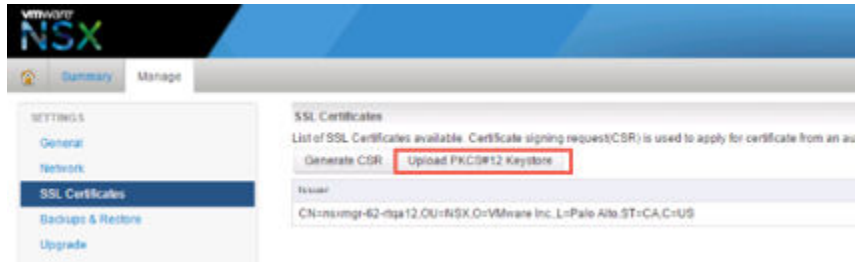 vmware
NSX
Summary Manage
SETTINGS
General
Network
SSL Certificates
Backups & Restore
Upgrade
SSL Certificates
List of SSL Certificates available. Certificate signing request(CSR) is used to apply for certificate from an au
Generate CSR Upload PKCS#12 Keystore
Issuer
CN=nsxmgr-62-rtqa12,OU=NSX,O=VMware Inc.,L=Palo Alto,ST=CA,C=US